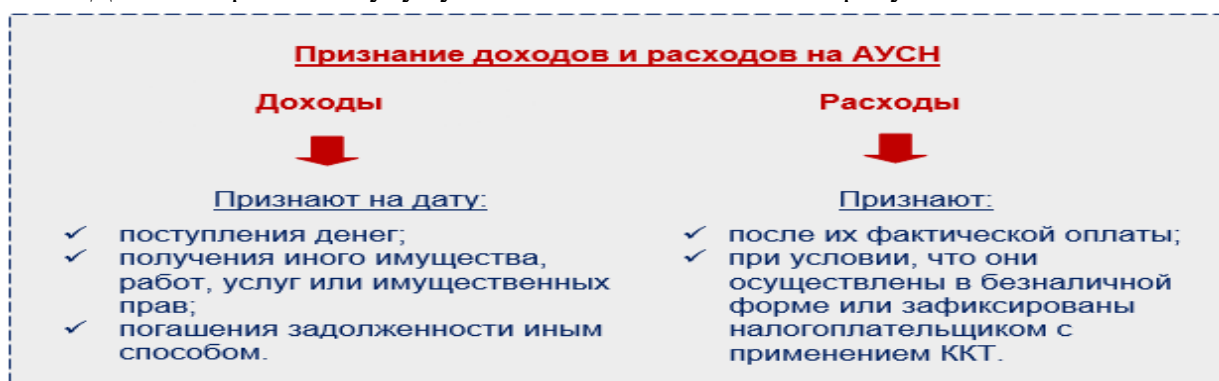 Признание доходов и расходов на АУСН
Доходы
Признают на дату:
✓ поступления денег;
✓ получения иного имущества,
работ, услуг или имущественных
прав;
✓ погашения задолженности иным
способом.
Расходы
Признают:
✓ после их фактической оплаты;
✓ при условии, что они
осуществлены в безналичной
форме или зафиксированы
налогоплательщиком с
применением ККТ.